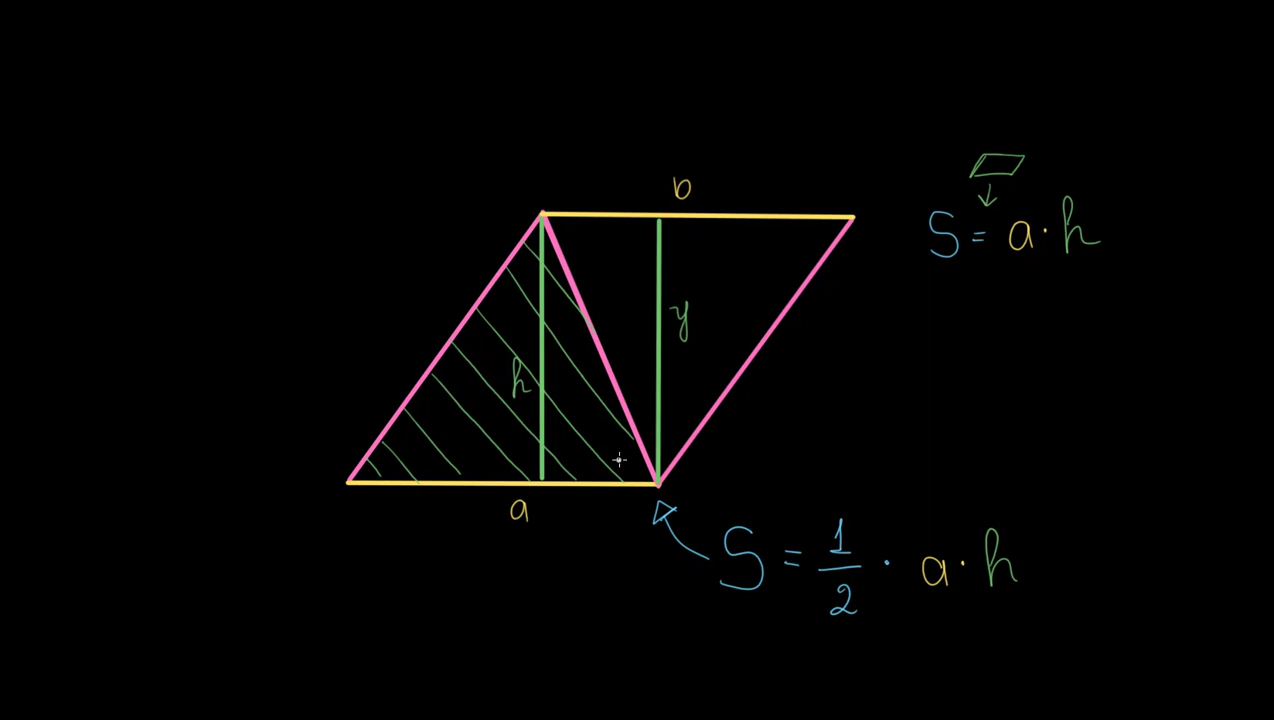 b
S = a · h
y
h
a
S = 1/2 · a · h